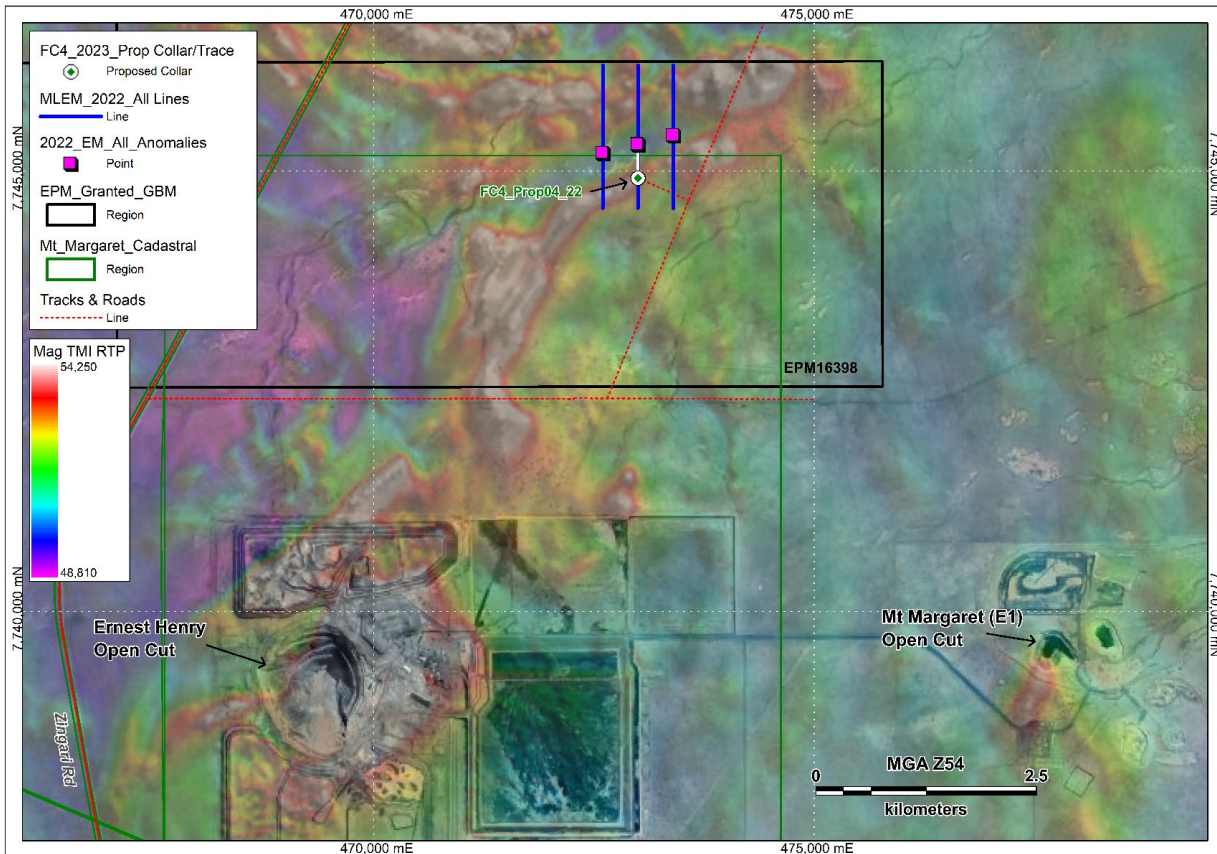 470,000 mE
475,000 mE
FC4_2023_Prop Collar/Trace
Proposed Collar
MLEM_2022_All Lines
Line
2022_EM_All_Anomalies
Point
EPM_Granted_GBM
Region
Mt_Margaret_Cadastral
Region
Tracks & Roads
Line
7,745,000 mN
7,745,000 mN
FC4_Prop04_22
Mag TMI RTP
54,250
48,810
EPM16398
7,740,000 mN
7,740,000 mN
Ernest Henry
Open Cut
Mt Margaret (E1)
Open Cut
Zingari Rd
MGA Z54
0
2.5
kilometers
470,000 mE
475,000 mE